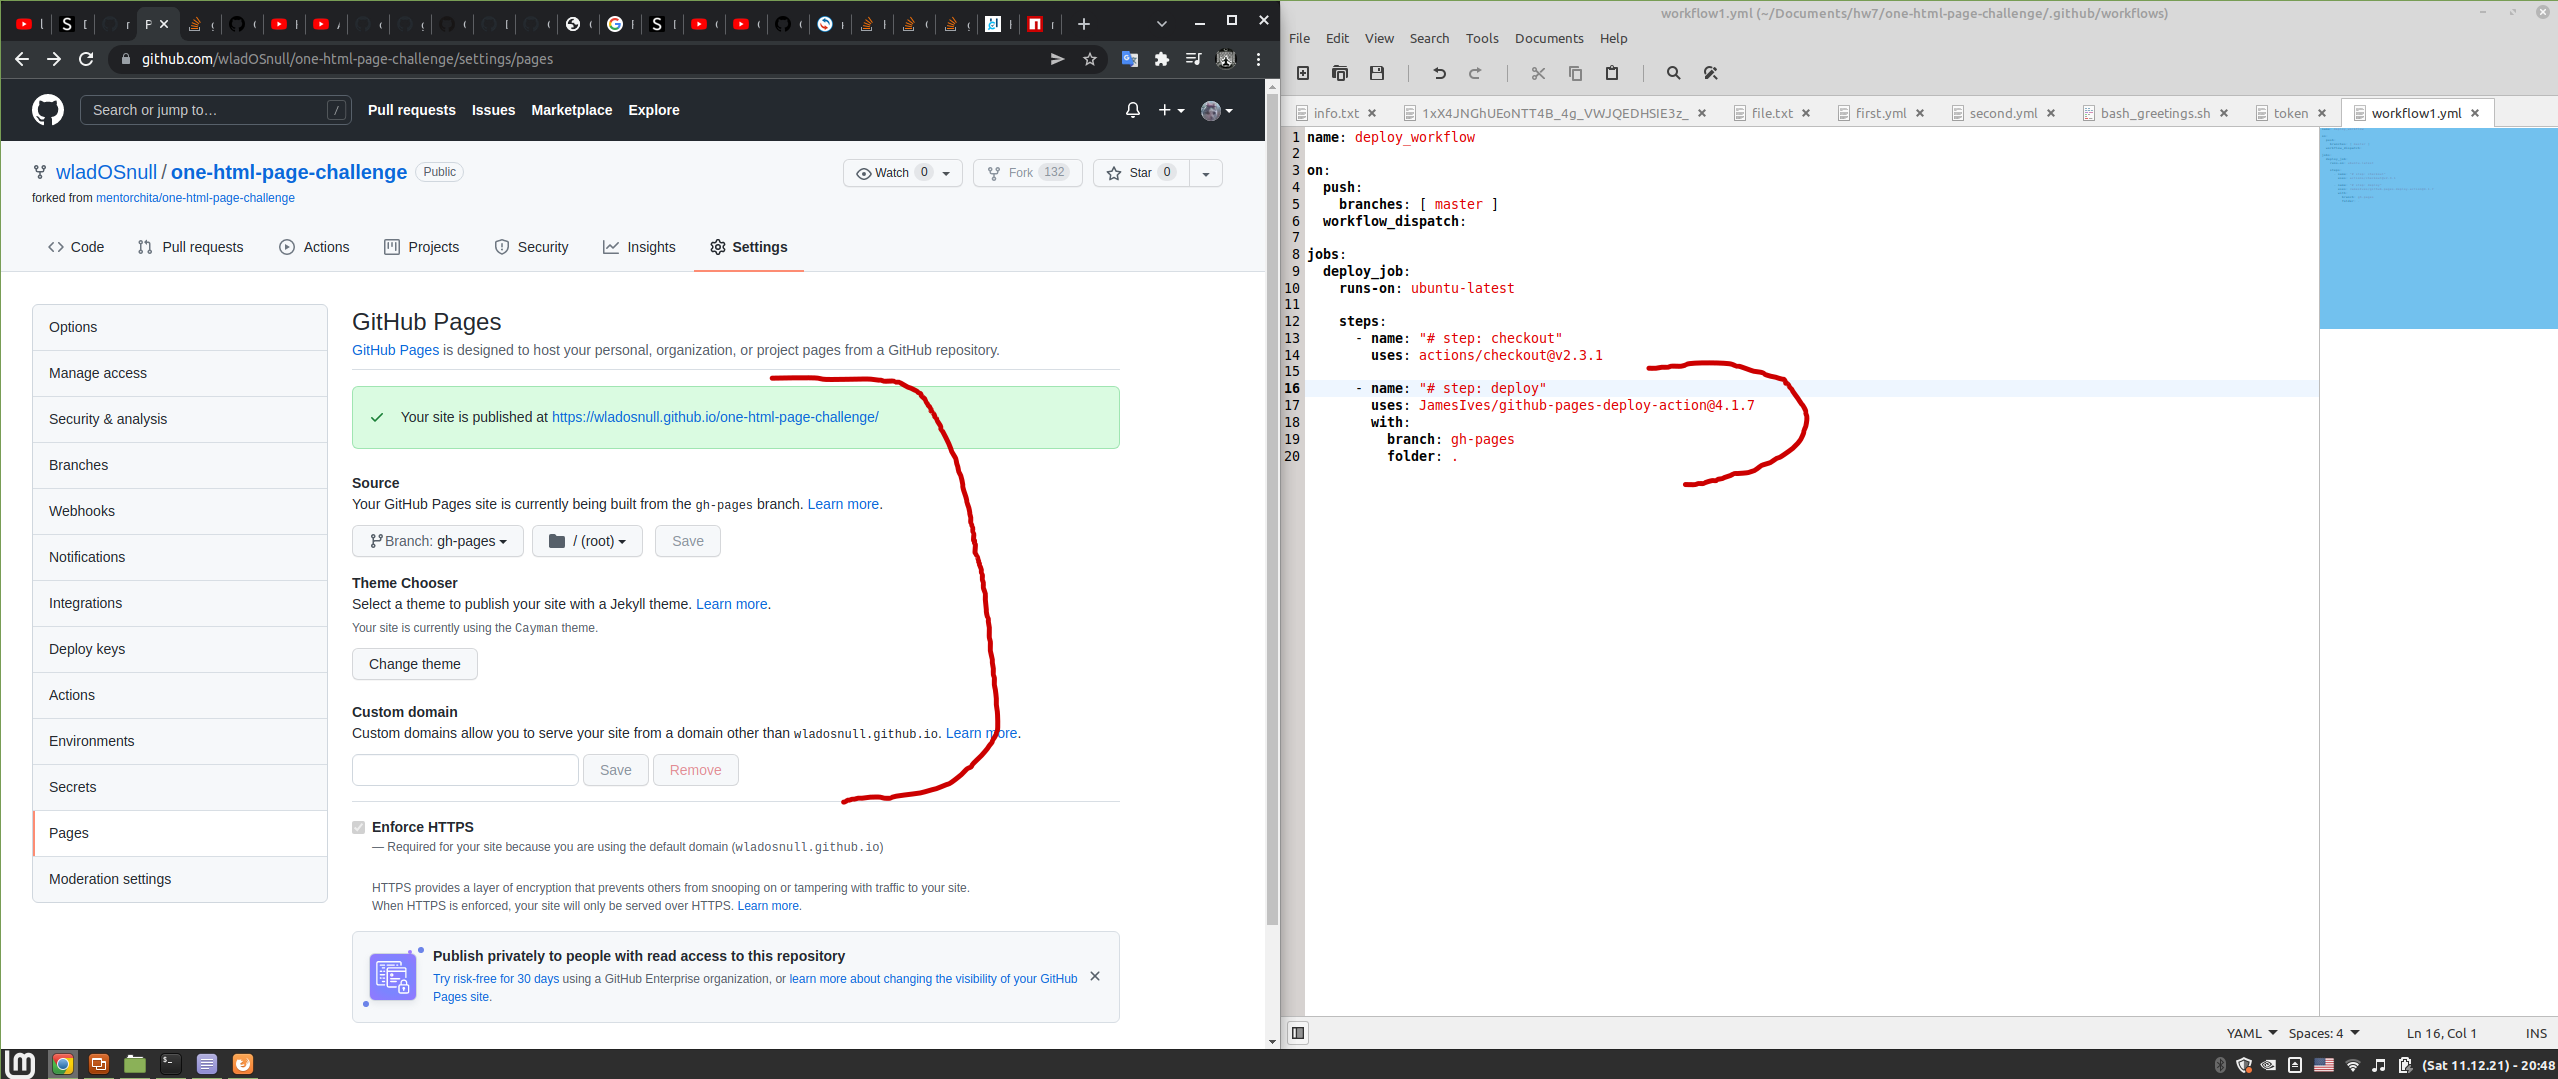 github.com/wladOSnull/one-html-page-challenge/settings/pages
Search or jump to…
/
Pull requests
Issues
Marketplace
Explore
wladOSnull / one-html-page-challenge
Public
forked from mentorchita/one-html-page-challenge
Watch 0
Fork 132
Star 0
Code
Pull requests
Actions
Projects
Security
Insights
Settings
Options
Manage access
Security & analysis
Branches
Webhooks
Notifications
Integrations
Deploy keys
Actions
Environments
Secrets
Pages
Moderation settings
GitHub Pages
GitHub Pages is designed to host your personal, organization, or project pages from a GitHub repository.
Your site is published at https://wladosnull.github.io/one-html-page-challenge/
Source
Your GitHub Pages site is currently being built from the gh-pages branch. Learn more.
Branch: gh-pages
/ (root)
Save
Theme Chooser
Select a theme to publish your site with a Jekyll theme. Learn more.
Your site is currently using the Cayman theme.
Change theme
Custom domain
Custom domains allow you to serve your site from a domain other than wladosnull.github.io. Learn more.
Save
Remove
Enforce HTTPS
— Required for your site because you are using the default domain (wladosnull.github.io)
HTTPS provides a layer of encryption that prevents others from snooping on or tampering with traffic to your site.
When HTTPS is enforced, your site will only be served over HTTPS. Learn more.
Publish privately to people with read access to this repository
Try risk-free for 30 days using a GitHub Enterprise organization, or learn more about changing the visibility of your GitHub
Pages site.
workflow1.yml (~/Documents/hw7/one-html-page-challenge/.github/workflows)
File Edit View Search Tools Documents Help
info.txt
1xX4JNGhUEoNTT4B_4g_VWJQEDHSIE3z_
file.txt
first.yml
second.yml
bash_greetings.sh
token
workflow1.yml
1 name: deploy_workflow
2
3 on:
4 push:
5 branches: [ master ]
6 workflow_dispatch:
7
8 jobs:
9 deploy_job:
10 runs-on: ubuntu-latest
11
12 steps:
13 - name: "# step: checkout"
14 uses: actions/checkout@v2.3.1
15
16 - name: "# step: deploy"
17 uses: JamesIves/github-pages-deploy-action@4.1.7
18 with:
19 branch: gh-pages
20 folder: .
YAML
Spaces: 4
Ln 16, Col 1
INS
(Sat 11.12.21) - 20:48